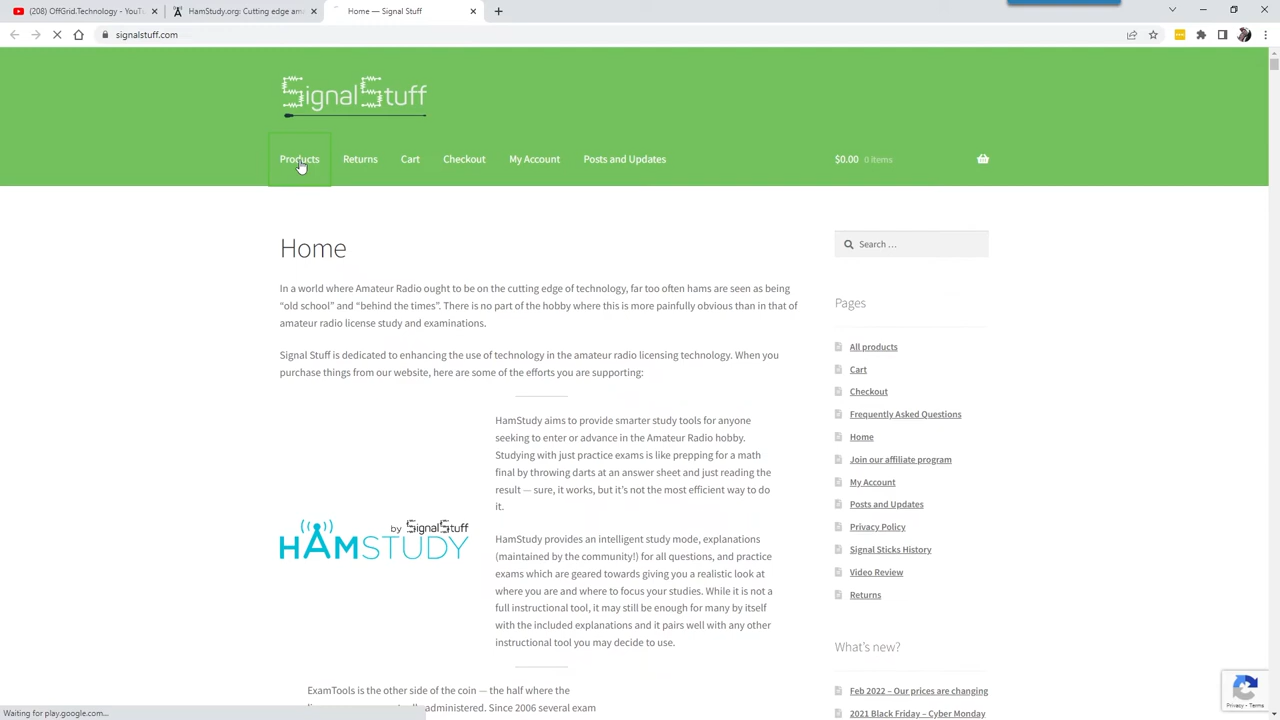 (208) OffGrid.Technology - YouT
HamStudy.org: Cutting edge am
Home — Signal Stuff
signalstuff.com
SignalStuff
Products
Returns
Cart
Checkout
My Account
Posts and Updates
$0.00 0 items
Home
In a world where Amateur Radio ought to be on the cutting edge of technology, far too often hams are seen as being
“old school” and “behind the times”. There is no part of the hobby where this is more painfully obvious than in that of
amateur radio license study and examinations.
Signal Stuff is dedicated to enhancing the use of technology in the amateur radio licensing technology. When you
purchase things from our website, here are some of the efforts you are supporting:
by SignalStuff
HAMSTUDY
HamStudy aims to provide smarter study tools for anyone
seeking to enter or advance in the Amateur Radio hobby.
Studying with just practice exams is like prepping for a math
final by throwing darts at an answer sheet and just reading the
result — sure, it works, but it’s not the most efficient way to do
it.
HamStudy provides an intelligent study mode, explanations
(maintained by the community!) for all questions, and practice
exams which are geared towards giving you a realistic look at
where you are and where to focus your studies. While it is not a
full instructional tool, it may still be enough for many by itself
with the included explanations and it pairs well with any other
instructional tool you may decide to use.
ExamTools is the other side of the coin — the half where the
administered. Since 2006 several exam
Search …
Pages
All products
Cart
Checkout
Frequently Asked Questions
Home
Join our affiliate program
My Account
Posts and Updates
Privacy Policy
Signal Sticks History
Video Review
Returns
What’s new?
Feb 2022 – Our prices are changing
2021 Black Friday – Cyber Monday
Privacy - Terms
Waiting for play.google.com...